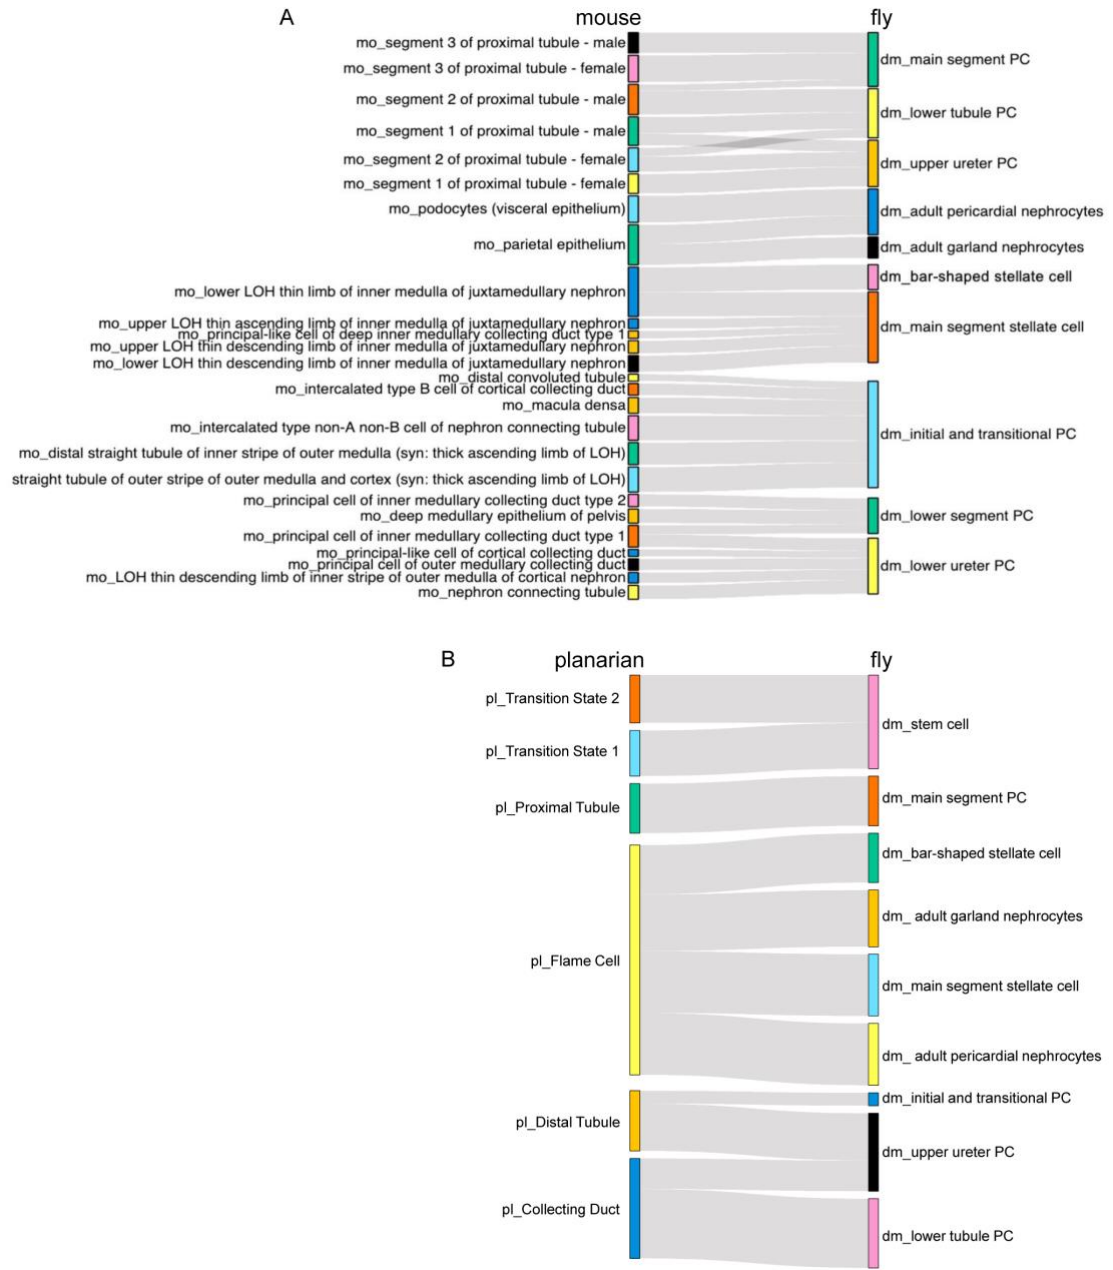 A
mouse
fly
mo_segment 3 of proximal tubule - male
mo_segment 3 of proximal tubule - female
mo_segment 2 of proximal tubule - male
mo_segment 1 of proximal tubule - male
mo_segment 2 of proximal tubule - female
mo_segment 1 of proximal tubule - female
mo_podocytes (visceral epithelium)
mo_parietal epithelium
mo_lower LOH thin limb of inner medulla of juxtamedullary nephron
mo_upper LOH thin ascending limb of inner medulla of juxtamedullary nephron
mo_principal-like cell of deep inner medullary collecting duct type 1
mo_upper LOH thin descending limb of inner medulla of juxtamedullary nephron
mo_lower LOH thin descending limb of inner medulla of juxtamedullary nephron
mo_distal convoluted tubule
mo_intercalated type B cell of cortical collecting duct
mo_macula densa
mo_intercalated type non-A non-B cell of nephron connecting tubule
mo_distal straight tubule of inner stripe of outer medulla (syn: thick ascending limb of LOH)
straight tubule of outer stripe of outer medulla and cortex (syn: thick ascending limb of LOH)
mo_principal cell of inner medullary collecting duct type 2
mo_deep medullary epithelium of pelvis
mo_principal cell of inner medullary collecting duct type 1
mo_principal-like cell of cortical collecting duct
mo_principal cell of outer medullary collecting duct
mo_LOH thin descending limb of inner stripe of outer medulla of cortical nephron
mo_nephron connecting tubule
dm_main segment PC
dm_lower tubule PC
dm_upper ureter PC
dm_adult pericardial nephrocytes
dm_adult garland nephrocytes
dm_bar-shaped stellate cell
dm_main segment stellate cell
dm_initial and transitional PC
dm_lower segment PC
dm_lower ureter PC
B
planarian
fly
pl_Transition State 2
pl_Transition State 1
pl_Proximal Tubule
pl_Flame Cell
pl_Distal Tubule
pl_Collecting Duct
dm_stem cell
dm_main segment PC
dm_bar-shaped stellate cell
dm_ adult garland nephrocytes
dm_main segment stellate cell
dm_ adult pericardial nephrocytes
dm_initial and transitional PC
dm_upper ureter PC
dm_lower tubule PC